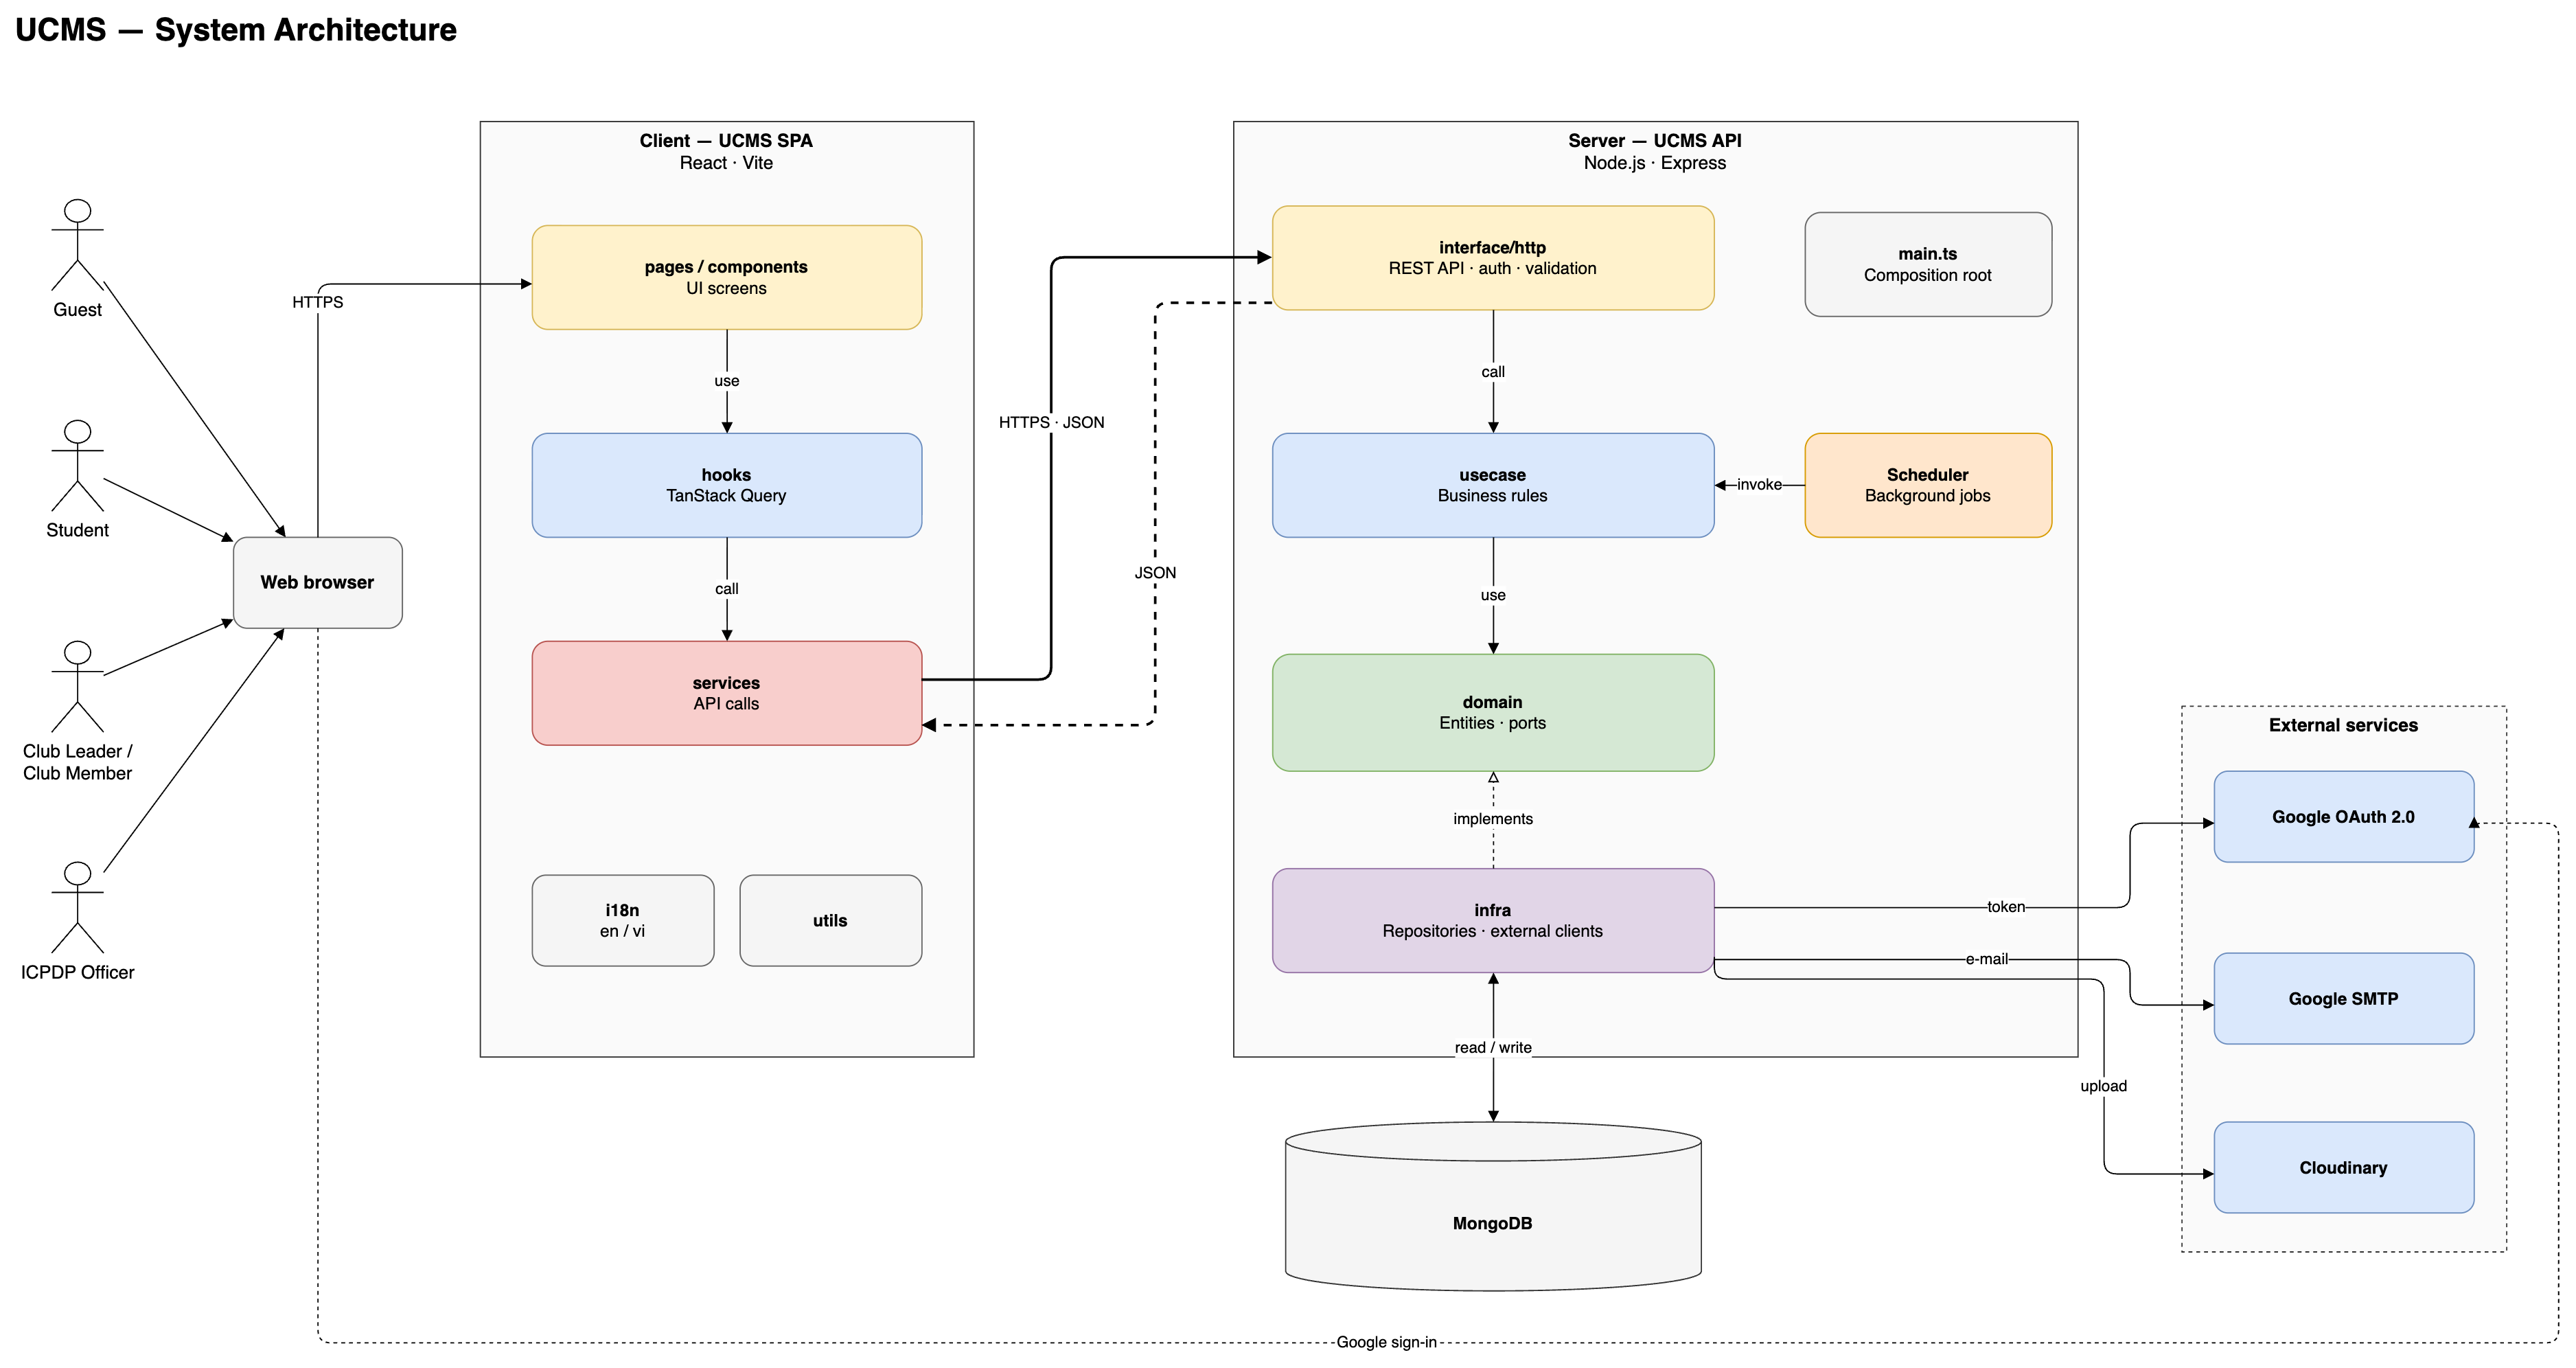 UCMS — System Architecture
Guest
Student
Club Leader /
Club Member
ICPDP Officer
Web browser
HTTPS
Client — UCMS SPA
React · Vite
pages / components
UI screens
use
hooks
TanStack Query
call
services
API calls
i18n
en / vi
utils
HTTPS · JSON
JSON
Server — UCMS API
Node.js · Express
interface/http
REST API · auth · validation
main.ts
Composition root
call
usecase
Business rules
invoke
Scheduler
Background jobs
use
domain
Entities · ports
implements
infra
Repositories · external clients
token
e-mail
upload
read / write
MongoDB
External services
Google OAuth 2.0
Google SMTP
Cloudinary
Google sign-in